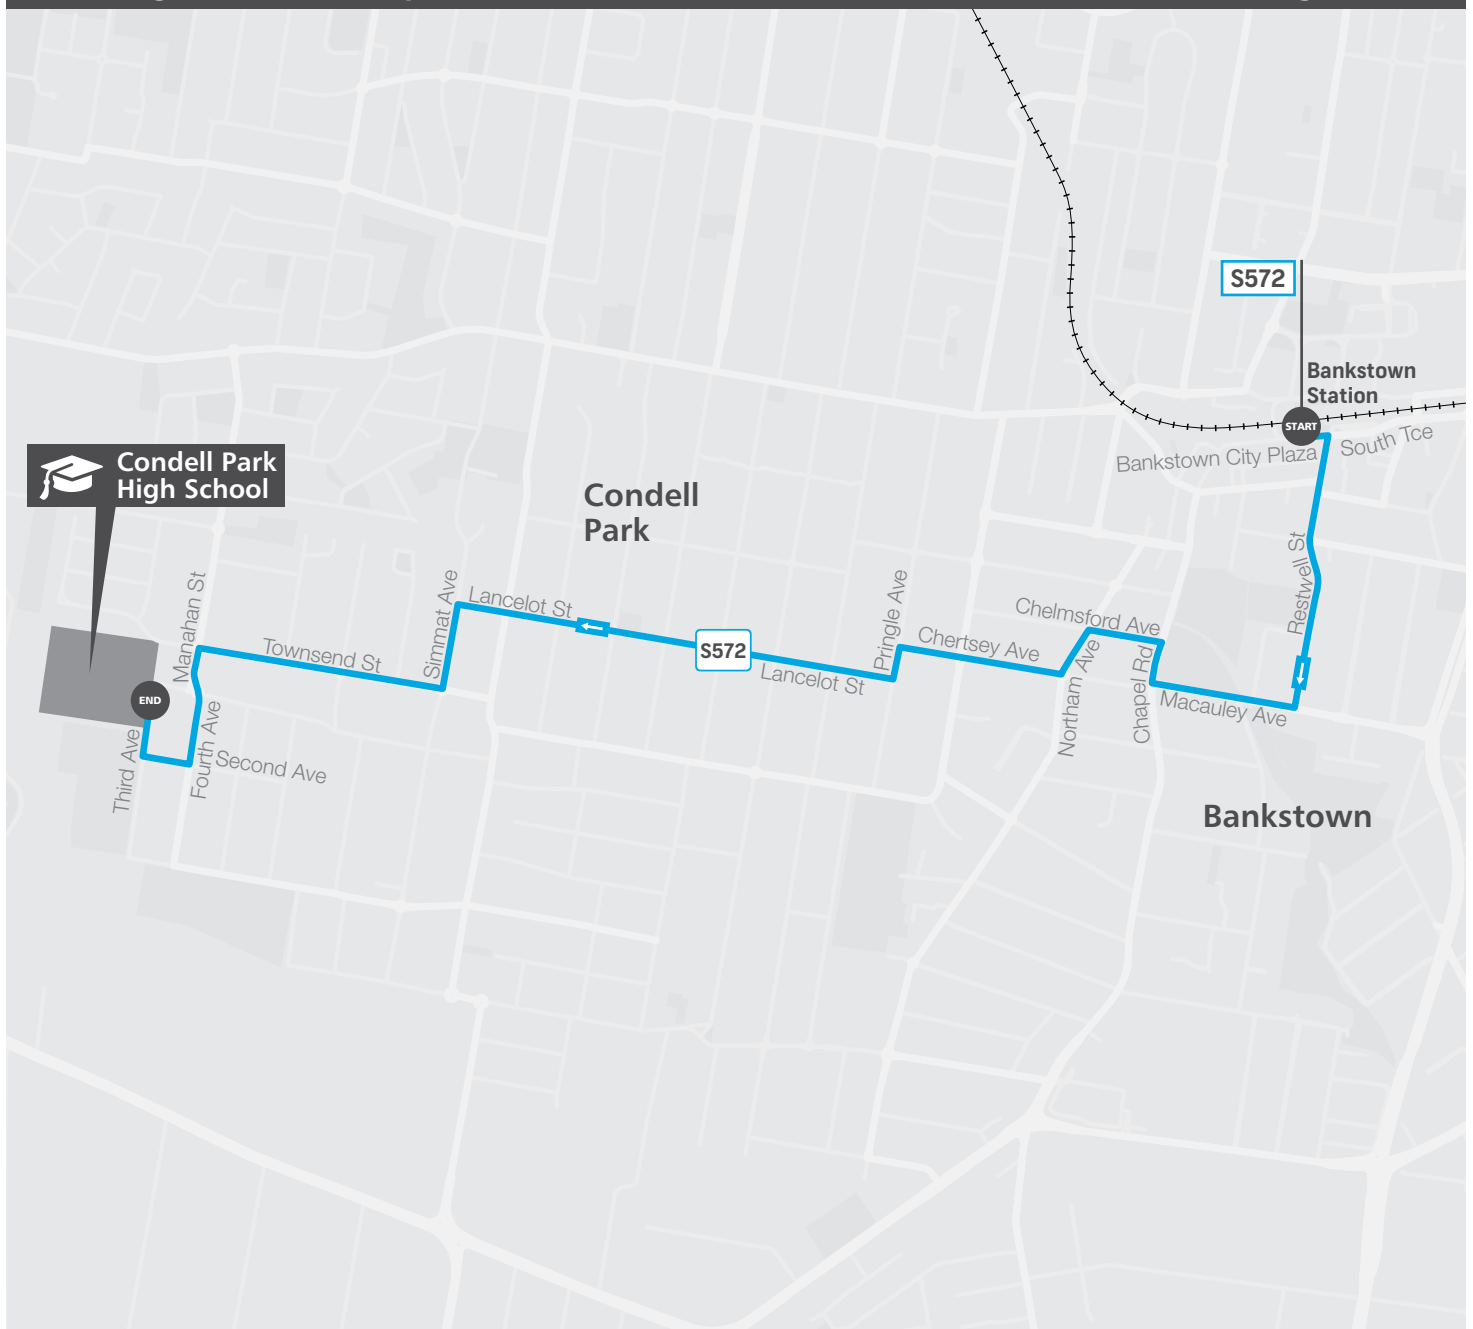 S572
Bankstown
Station
START
South Tce
Bankstown City Plaza
Condell Park
High School
Condell
Park
Restwell St
Manahan St
Simmat Ave
Lancelot St
Pringle Ave
Chelmsford Ave
Townsend St
S572
Chertsey Ave
Lancelot St
Northam Ave
Chapel Rd
Macauley Ave
END
Third Ave
Fourth Ave
Second Ave
Bankstown